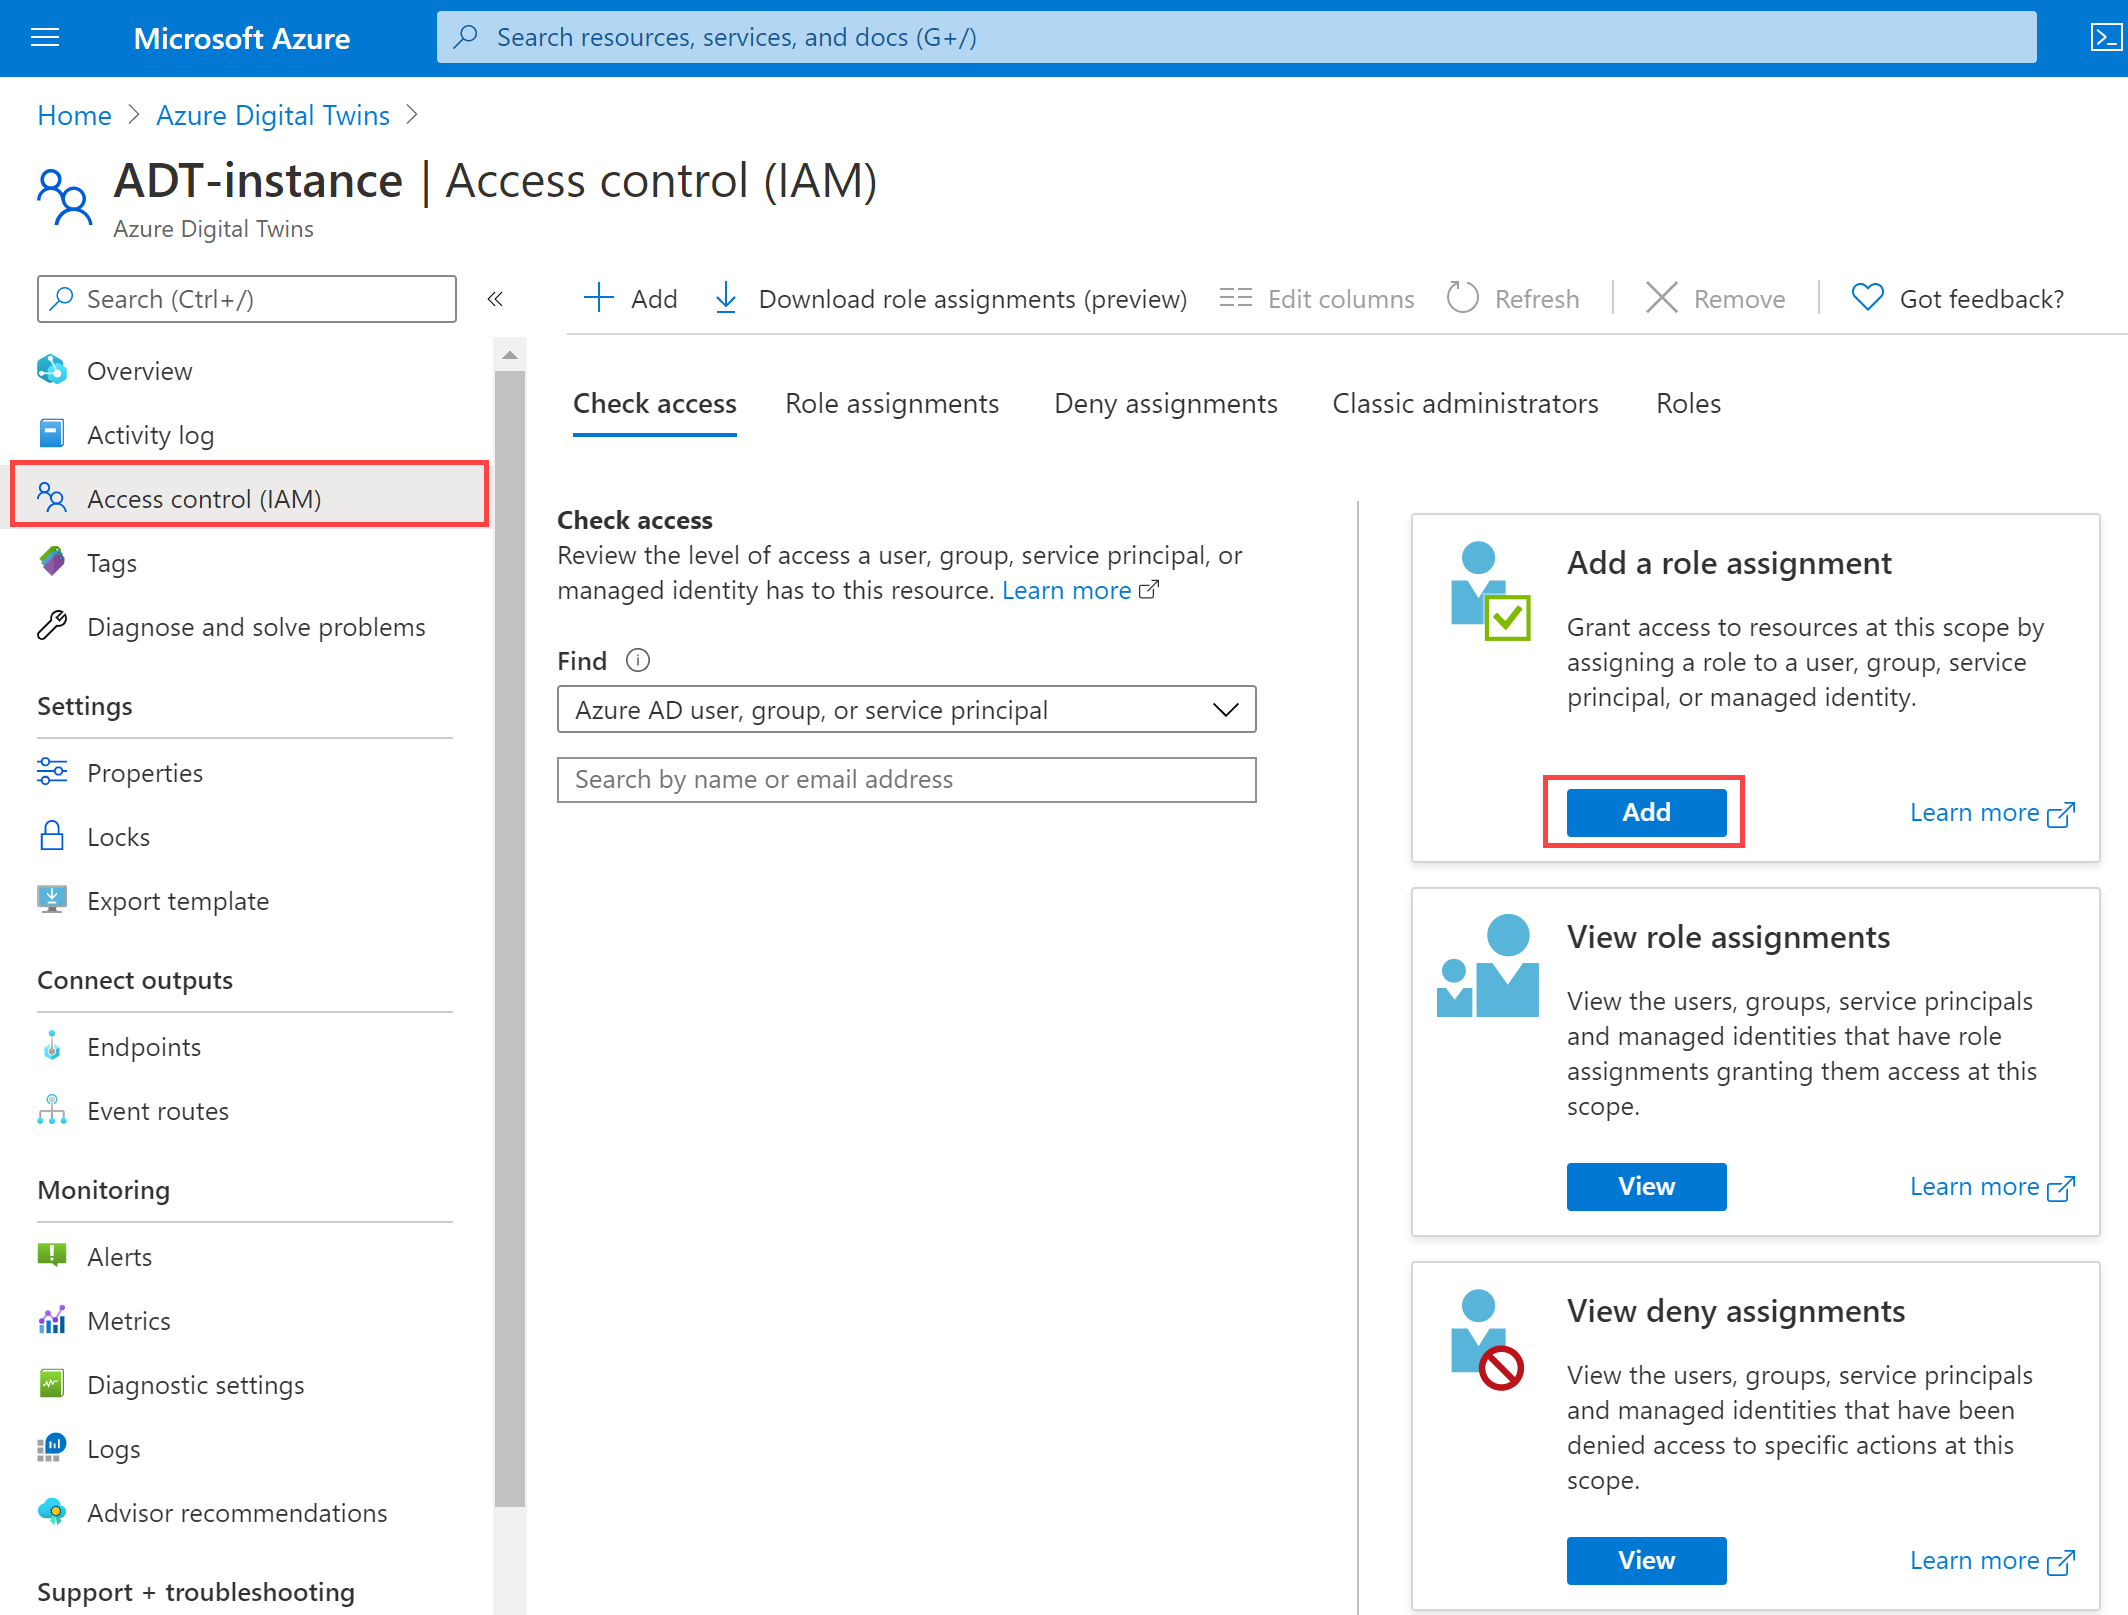 Microsoft Azure
Search resources, services, and docs (G+/)
Home > Azure Digital Twins >
ADT-instance | Access control (IAM)
Azure Digital Twins
Search (Ctrl+/)
«
Add
Download role assignments (preview)
Edit columns
Refresh
Remove
Got feedback?
Overview
Activity log
Access control (IAM)
Tags
Diagnose and solve problems
Settings
Properties
Locks
Export template
Connect outputs
Endpoints
Event routes
Monitoring
Alerts
Metrics
Diagnostic settings
Logs
Advisor recommendations
Support + troubleshooting
Check access
Role assignments
Deny assignments
Classic administrators
Roles
Check access
Review the level of access a user, group, service principal, or
managed identity has to this resource. Learn more
Find
Azure AD user, group, or service principal
Search by name or email address
Add a role assignment
Grant access to resources at this scope by
assigning a role to a user, group, service
principal, or managed identity.
Add
Learn more
View role assignments
View the users, groups, service principals
and managed identities that have role
assignments granting them access at this
scope.
View
Learn more
View deny assignments
View the users, groups, service principals
and managed identities that have been
denied access to specific actions at this
scope.
View
Learn more